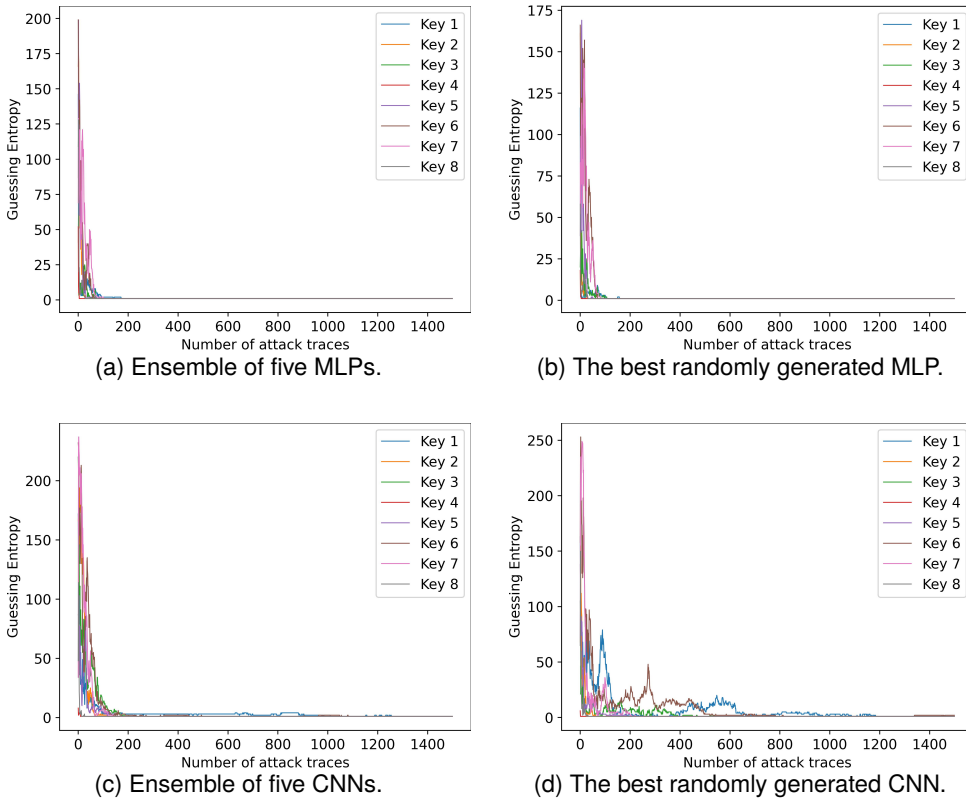 200
175
150
125
100
75
50
25
0
Guessing Entropy
0 200 400 600 800 1000 1200 1400
Number of attack traces
Key 1
Key 2
Key 3
Key 4
Key 5
Key 6
Key 7
Key 8
(a) Ensemble of five MLPs.
175
150
125
100
75
50
25
0
Guessing Entropy
0 200 400 600 800 1000 1200 1400
Number of attack traces
Key 1
Key 2
Key 3
Key 4
Key 5
Key 6
Key 7
Key 8
(b) The best randomly generated MLP.
200
150
100
50
0
Guessing Entropy
0 200 400 600 800 1000 1200 1400
Number of attack traces
Key 1
Key 2
Key 3
Key 4
Key 5
Key 6
Key 7
Key 8
(c) Ensemble of five CNNs.
250
200
150
100
50
0
Guessing Entropy
0 200 400 600 800 1000 1200 1400
Number of attack traces
Key 1
Key 2
Key 3
Key 4
Key 5
Key 6
Key 7
Key 8
(d) The best randomly generated CNN.